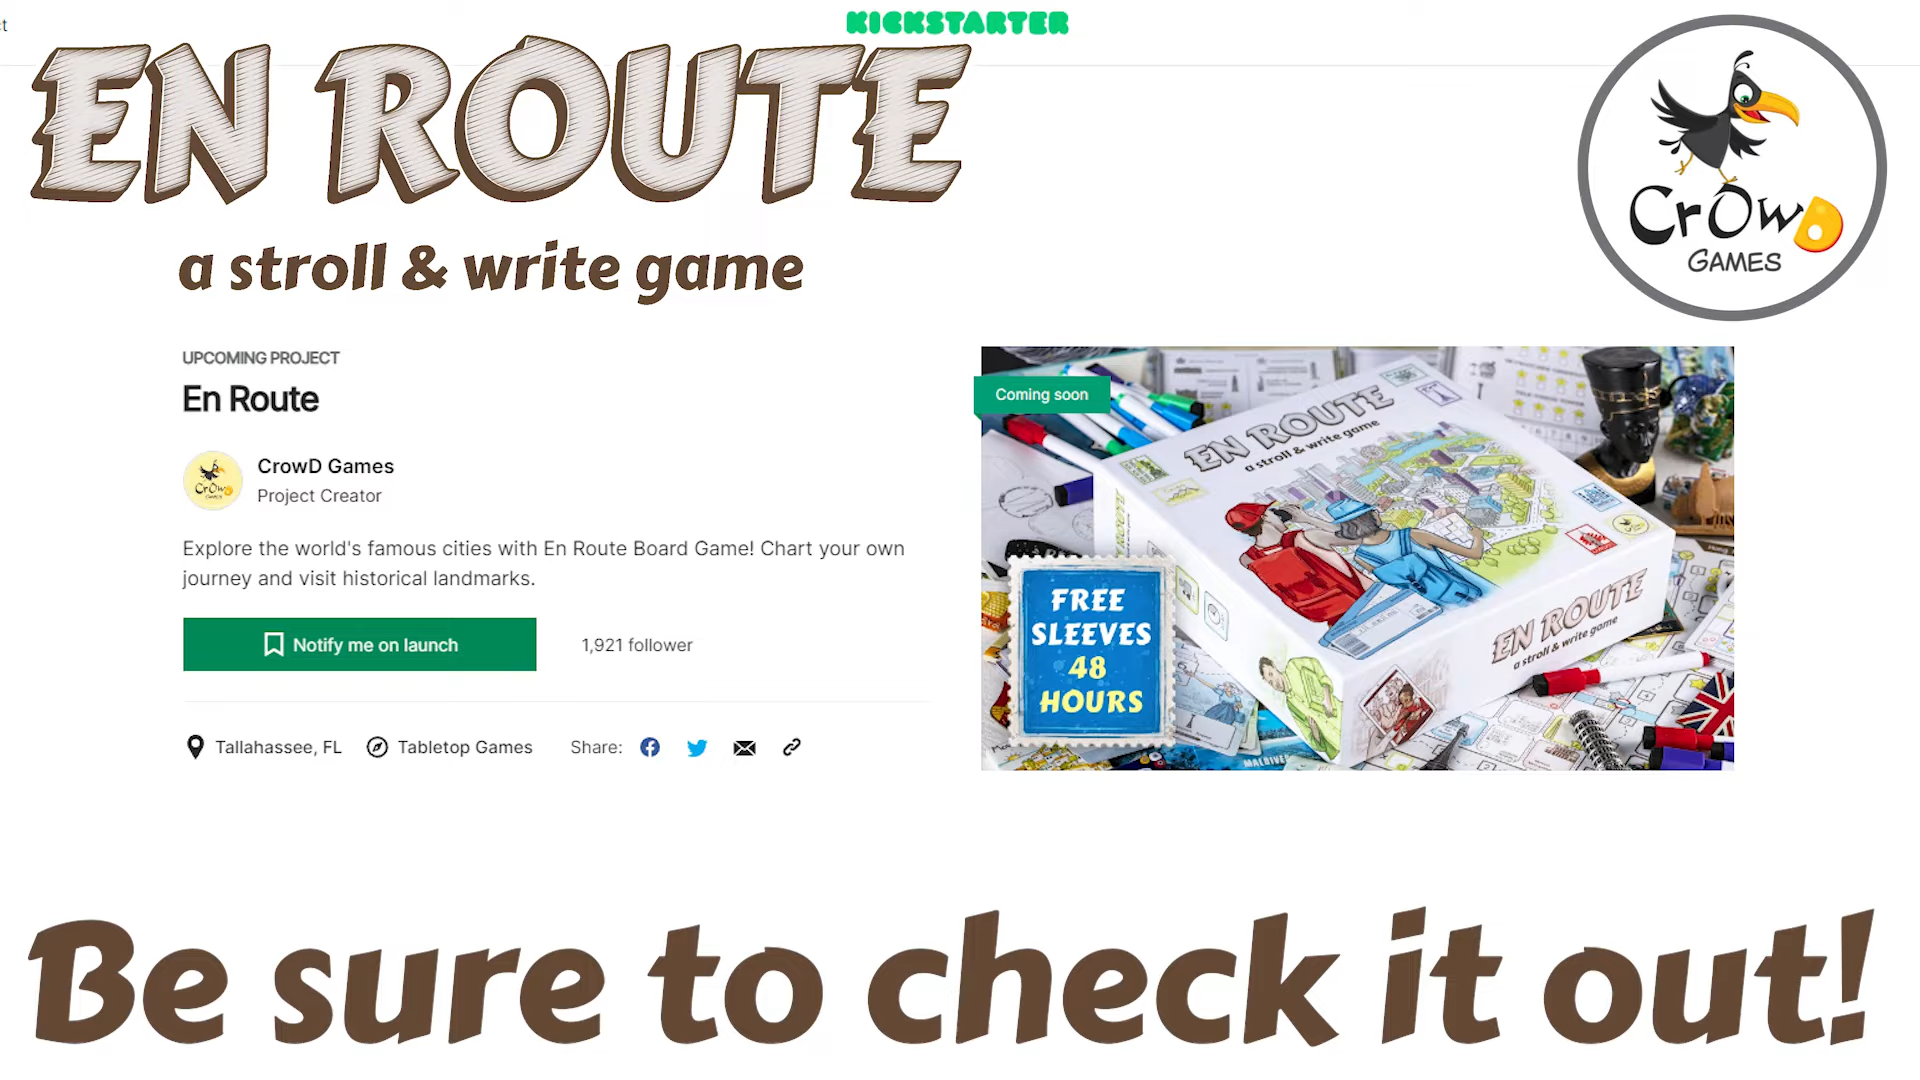 t
KICKSTARTER
EN ROUTE
a stroll & write game
CrowD
GAMES
UPCOMING PROJECT
En Route
CrowD Games
Project Creator
Explore the world's famous cities with En Route Board Game! Chart your own
journey and visit historical landmarks.
Notify me on launch
1,921 follower
Tallahassee, FL
Tabletop Games
Share:
Coming soon
EN ROUTE
a stroll & write game
FREE
SLEEVES
48
HOURS
EN ROUTE
a stroll & write game
Be sure to check it out!